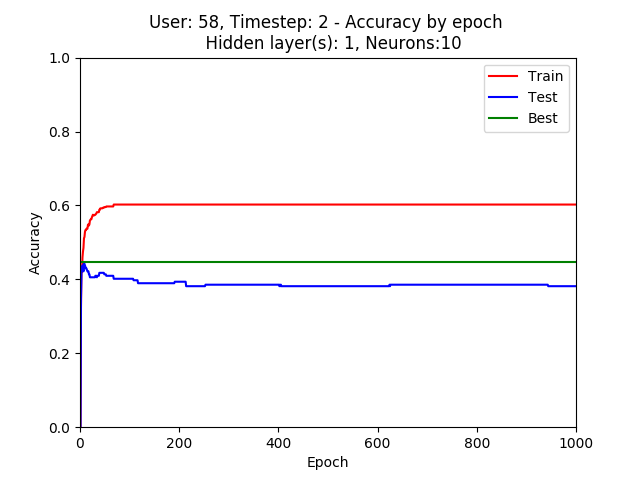 User: 58, Timestep: 2 - Accuracy by epoch
Hidden layer(s): 1, Neurons:10
1.0
0.8
0.6
0.4
0.2
0.0
Accuracy
Train
Test
Best
0 200 400 600 800 1000
Epoch